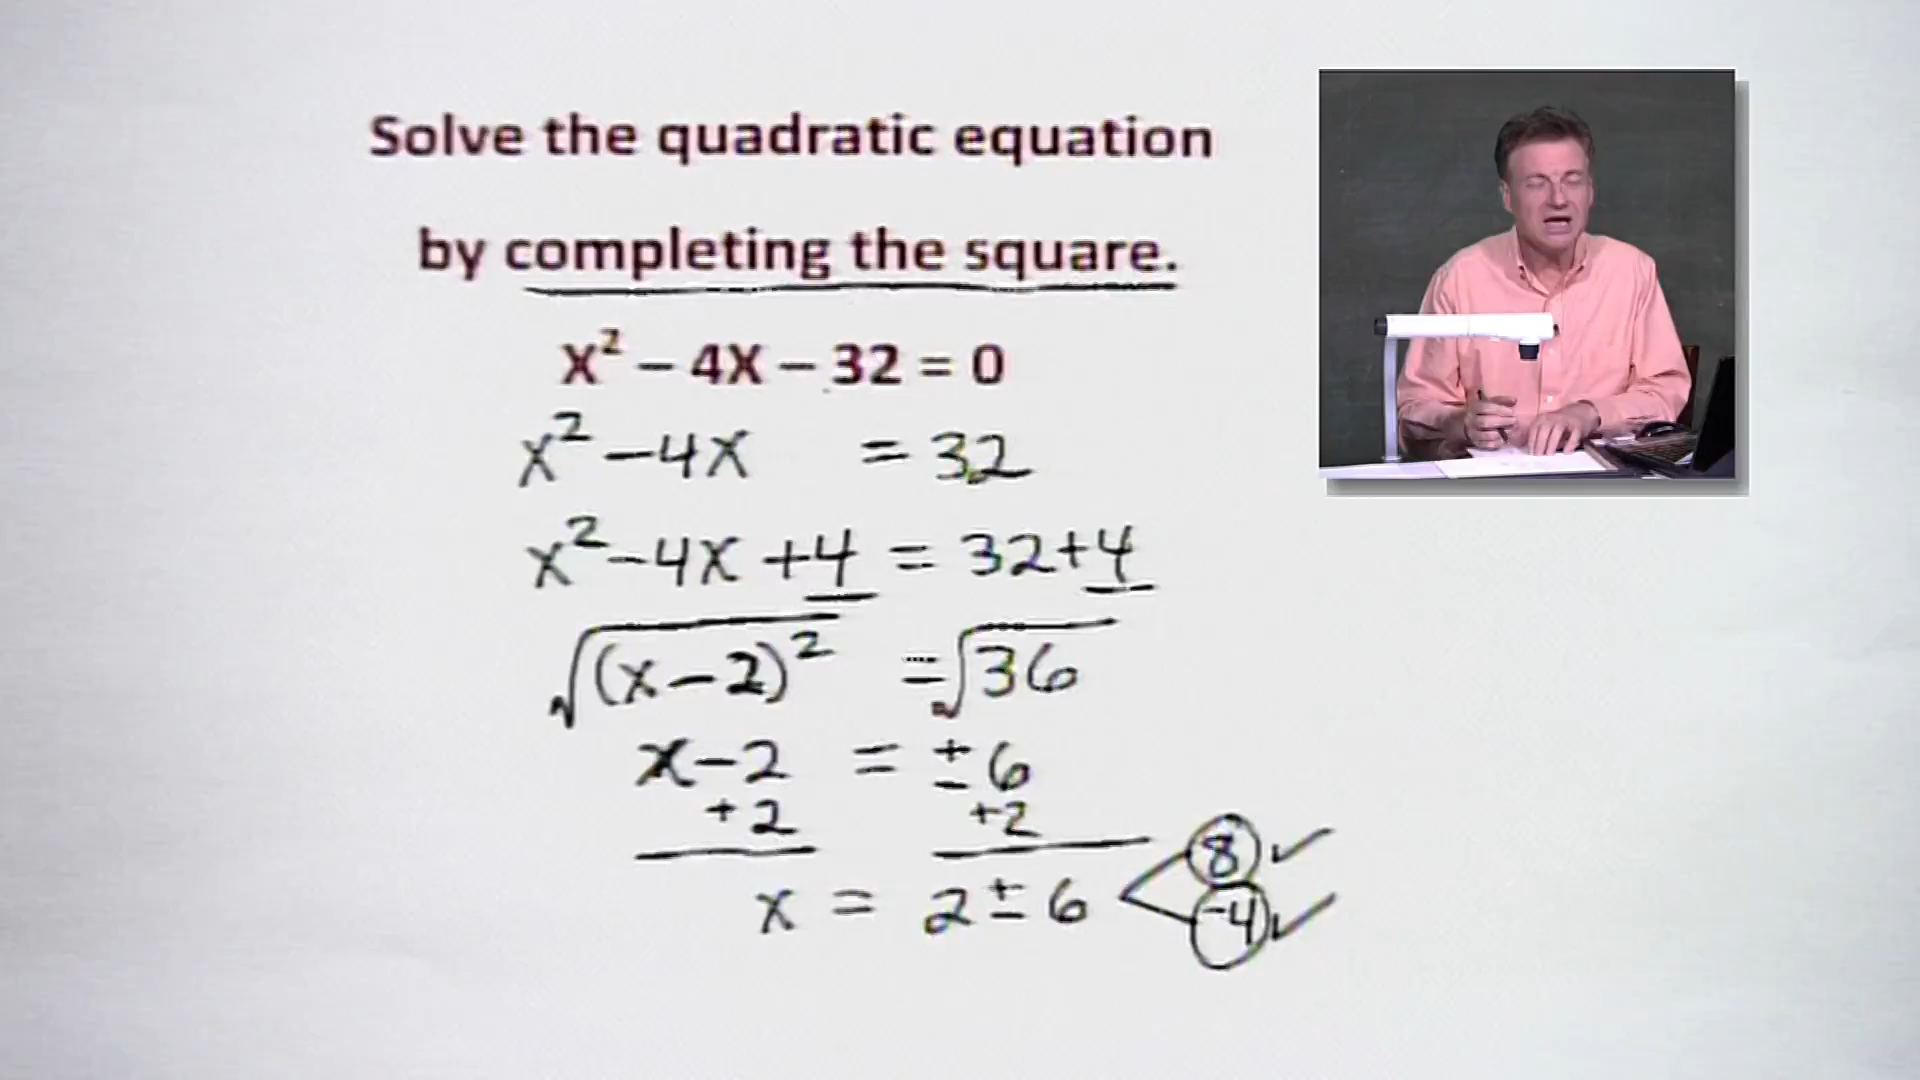 Solve the quadratic equation
by completing the square.
X² – 4X – 32 = 0
x² – 4x = 32
x² – 4x + 4 = 32 + 4
√(x – 2)² = √36
x – 2 = ± 6
+ 2 +2
x = 2 ± 6 8 ✓
-4 ✓